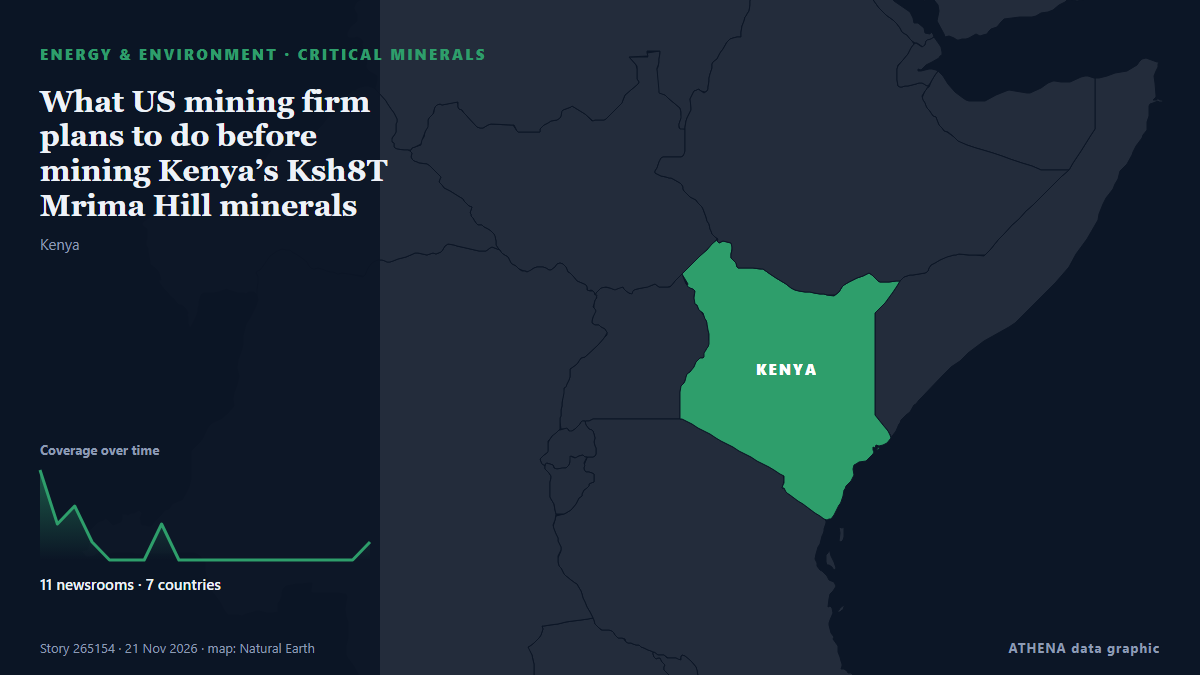 ENERGY & ENVIRONMENT · CRITICAL MINERALS
What US mining firm
plans to do before
mining Kenya’s Ksh8T
Mrima Hill minerals
Kenya
KENYA
Coverage over time
11 newsrooms · 7 countries
Story 265154 · 21 Nov 2026 · map: Natural Earth
ATHENA data graphic